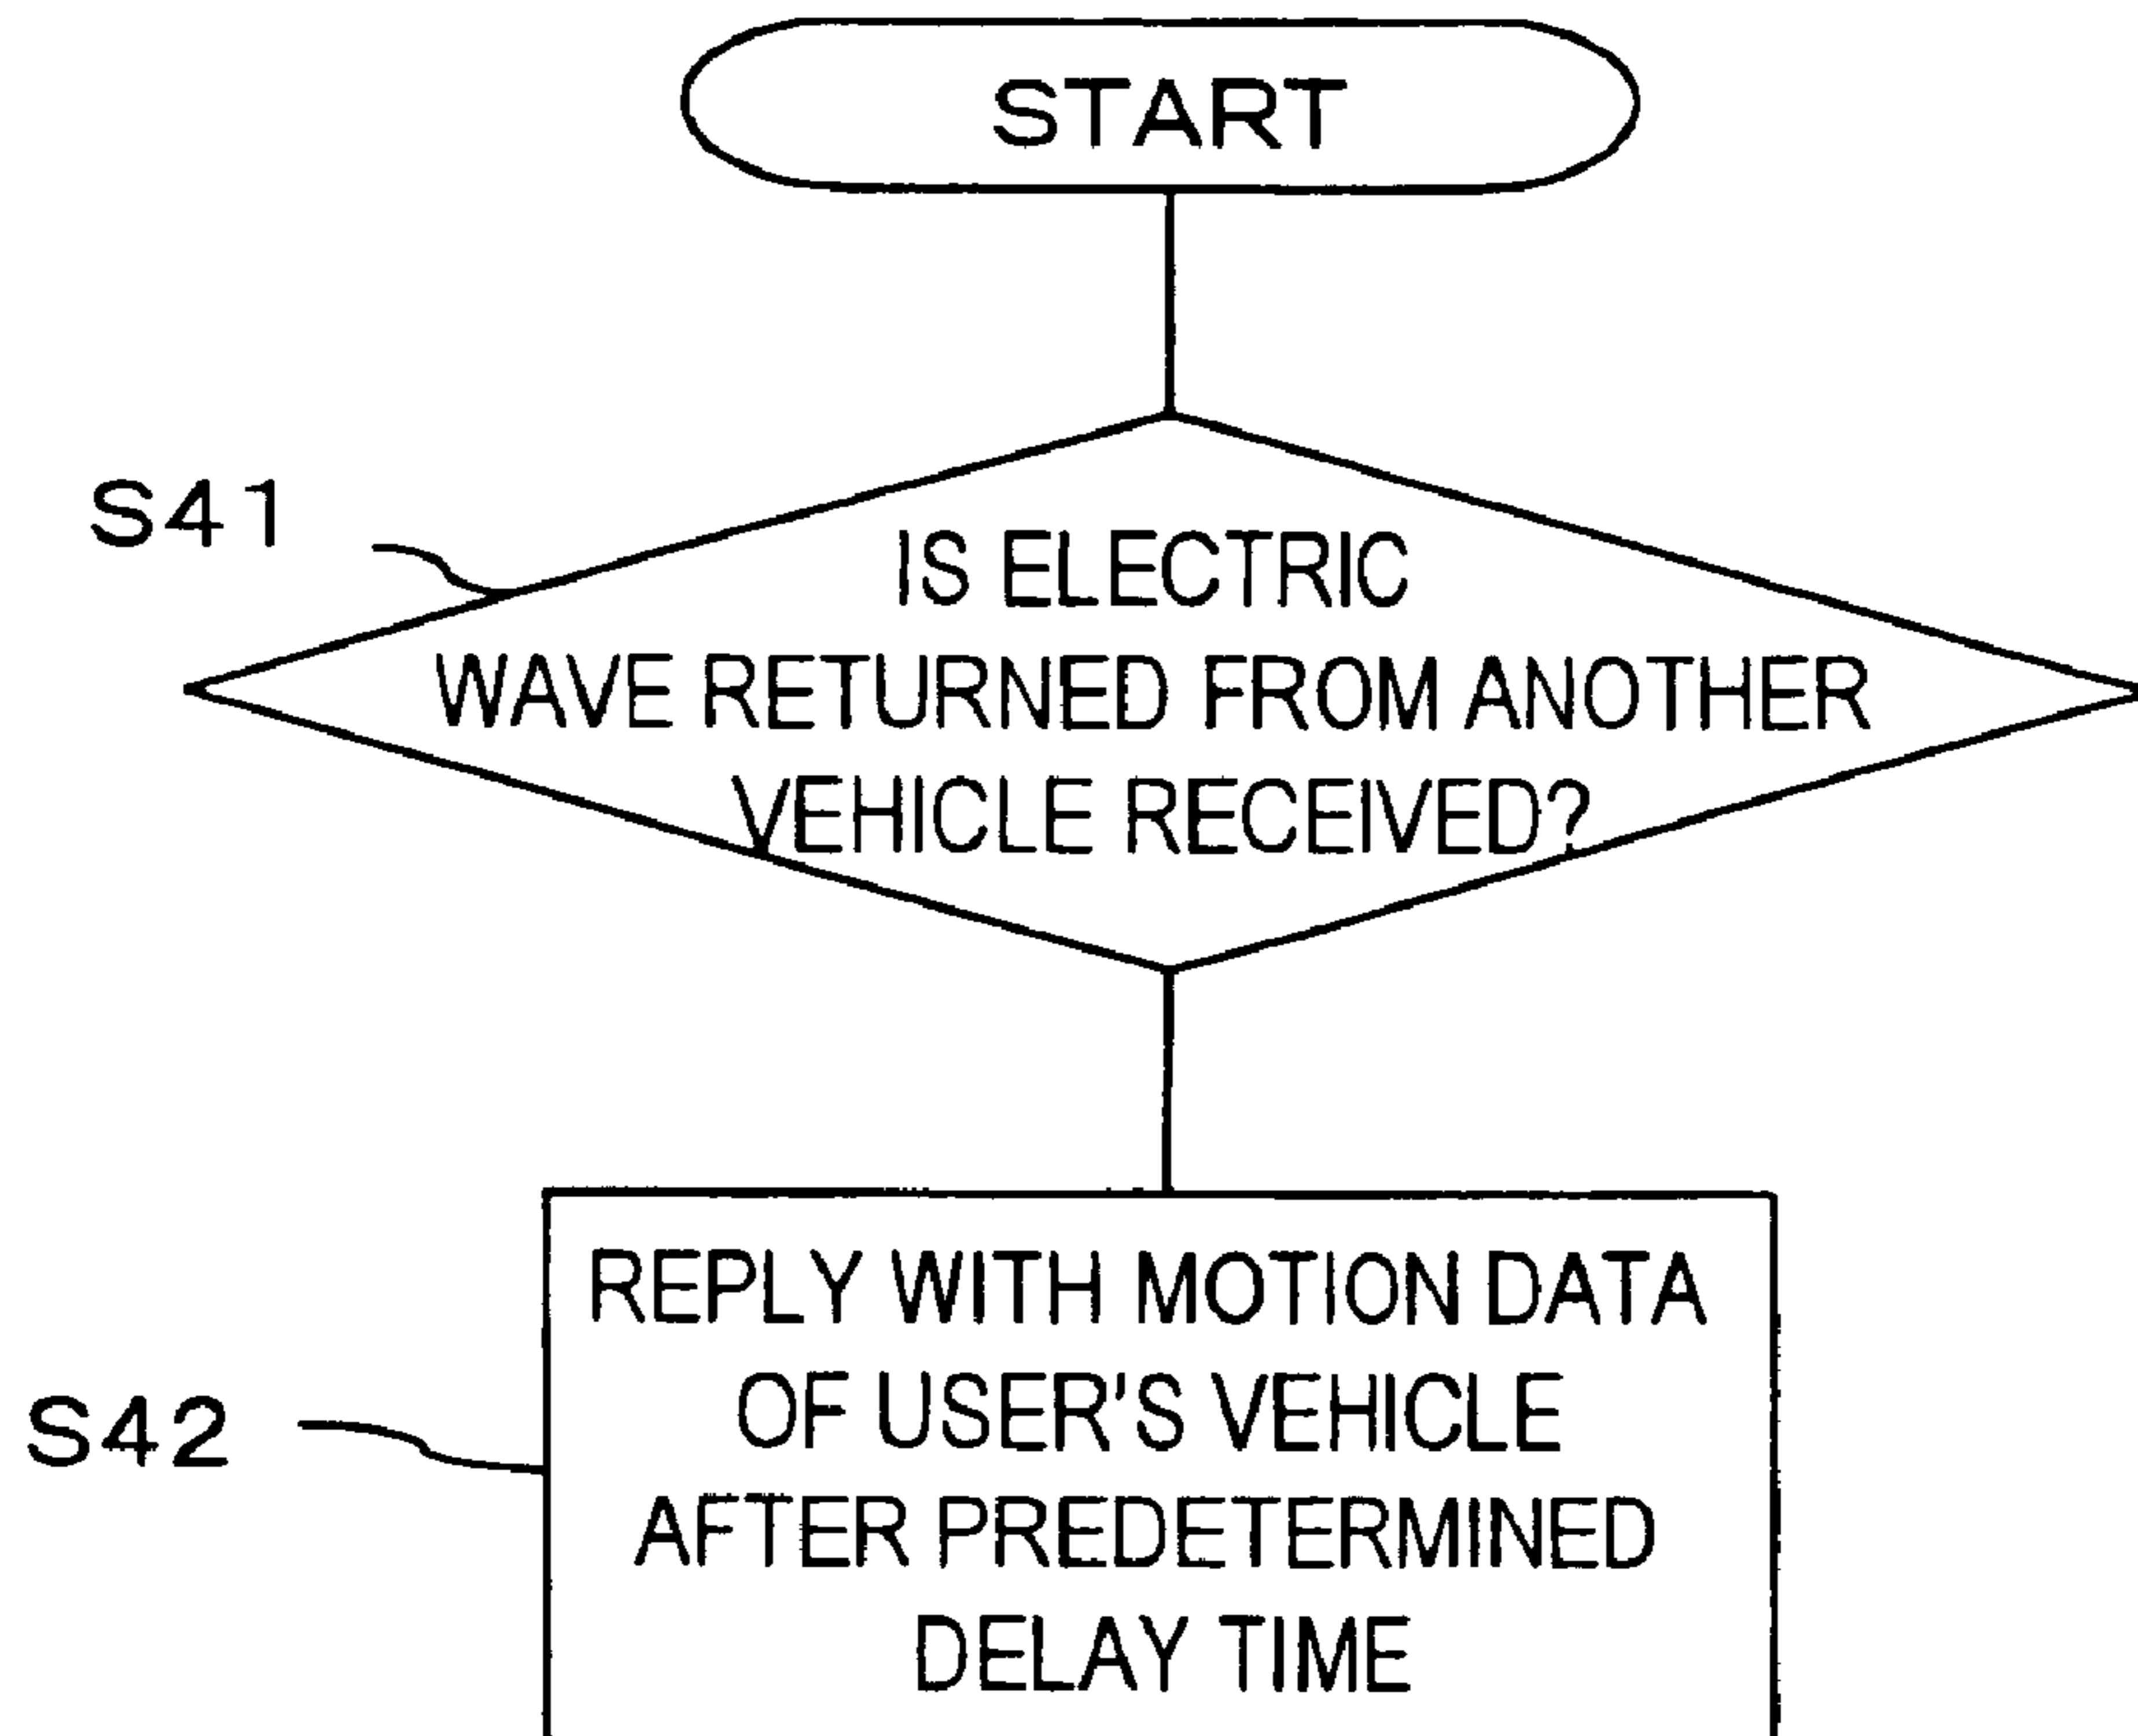 START
S41
IS ELECTRIC
WAVE RETURNED FROM ANOTHER
VEHICLE RECEIVED?
S42
REPLY WITH MOTION DATA
OF USER'S VEHICLE
AFTER PREDETERMINED
DELAY TIME